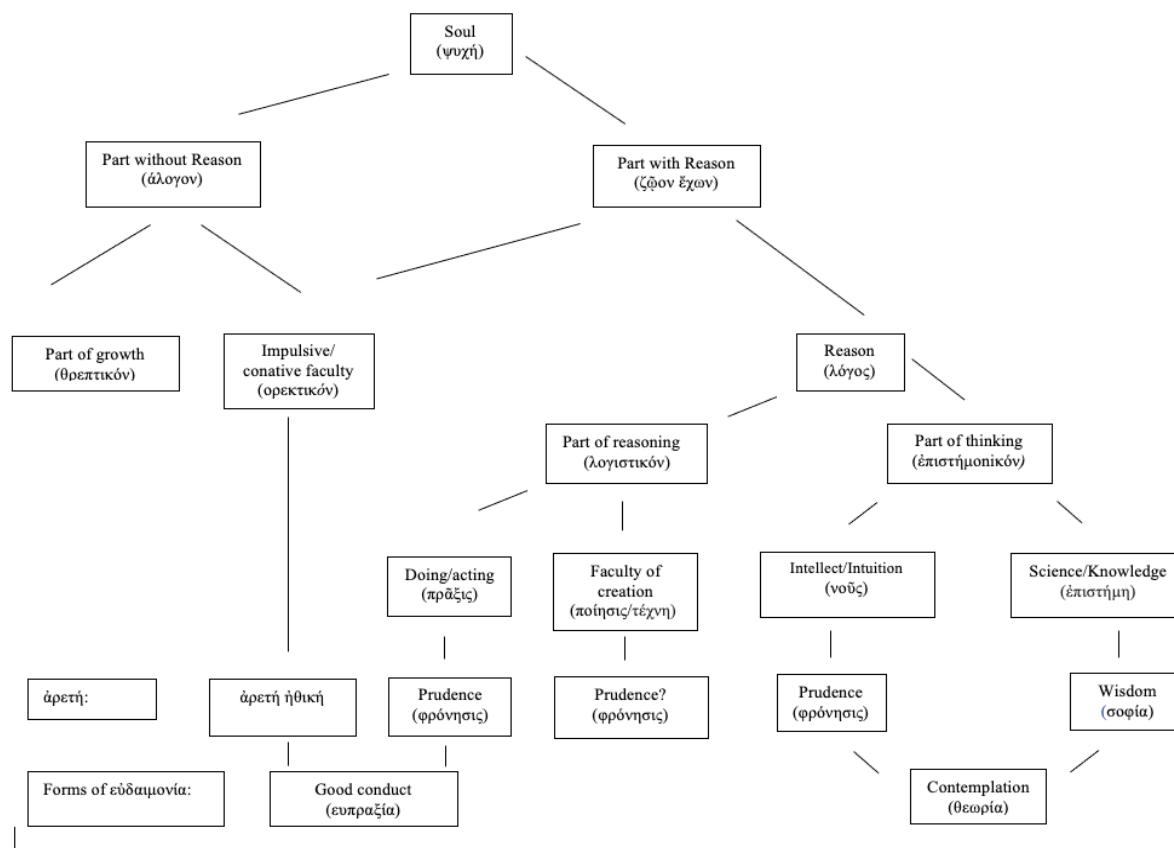 Soul
(ψυχή)
Part without Reason
(άλογον)
Part with Reason
(ζῷον ἔχων)
Part of growth
(θρεπτικόν)
Impulsive/
conative faculty
(ορεκτικόν)
Reason
(λόγος)
Part of reasoning
(λογιστικόν)
Part of thinking
(ἐπιστήμονικόν)
Doing/acting
(πρᾶξις)
Faculty of
creation
(ποίησις/τέχνη)
Intellect/Intuition
(νοῦς)
Science/Knowledge
(ἐπιστήμη)
ἀρετή:
ἀρετή ἠθική
Prudence
(φρόνησις)
Prudence?
(φρόνησις)
Prudence
(φρόνησις)
Wisdom
(σοφία)
Forms of εὐδαιμονία:
Good conduct
(ευπραξία)
Contemplation
(θεωρία)